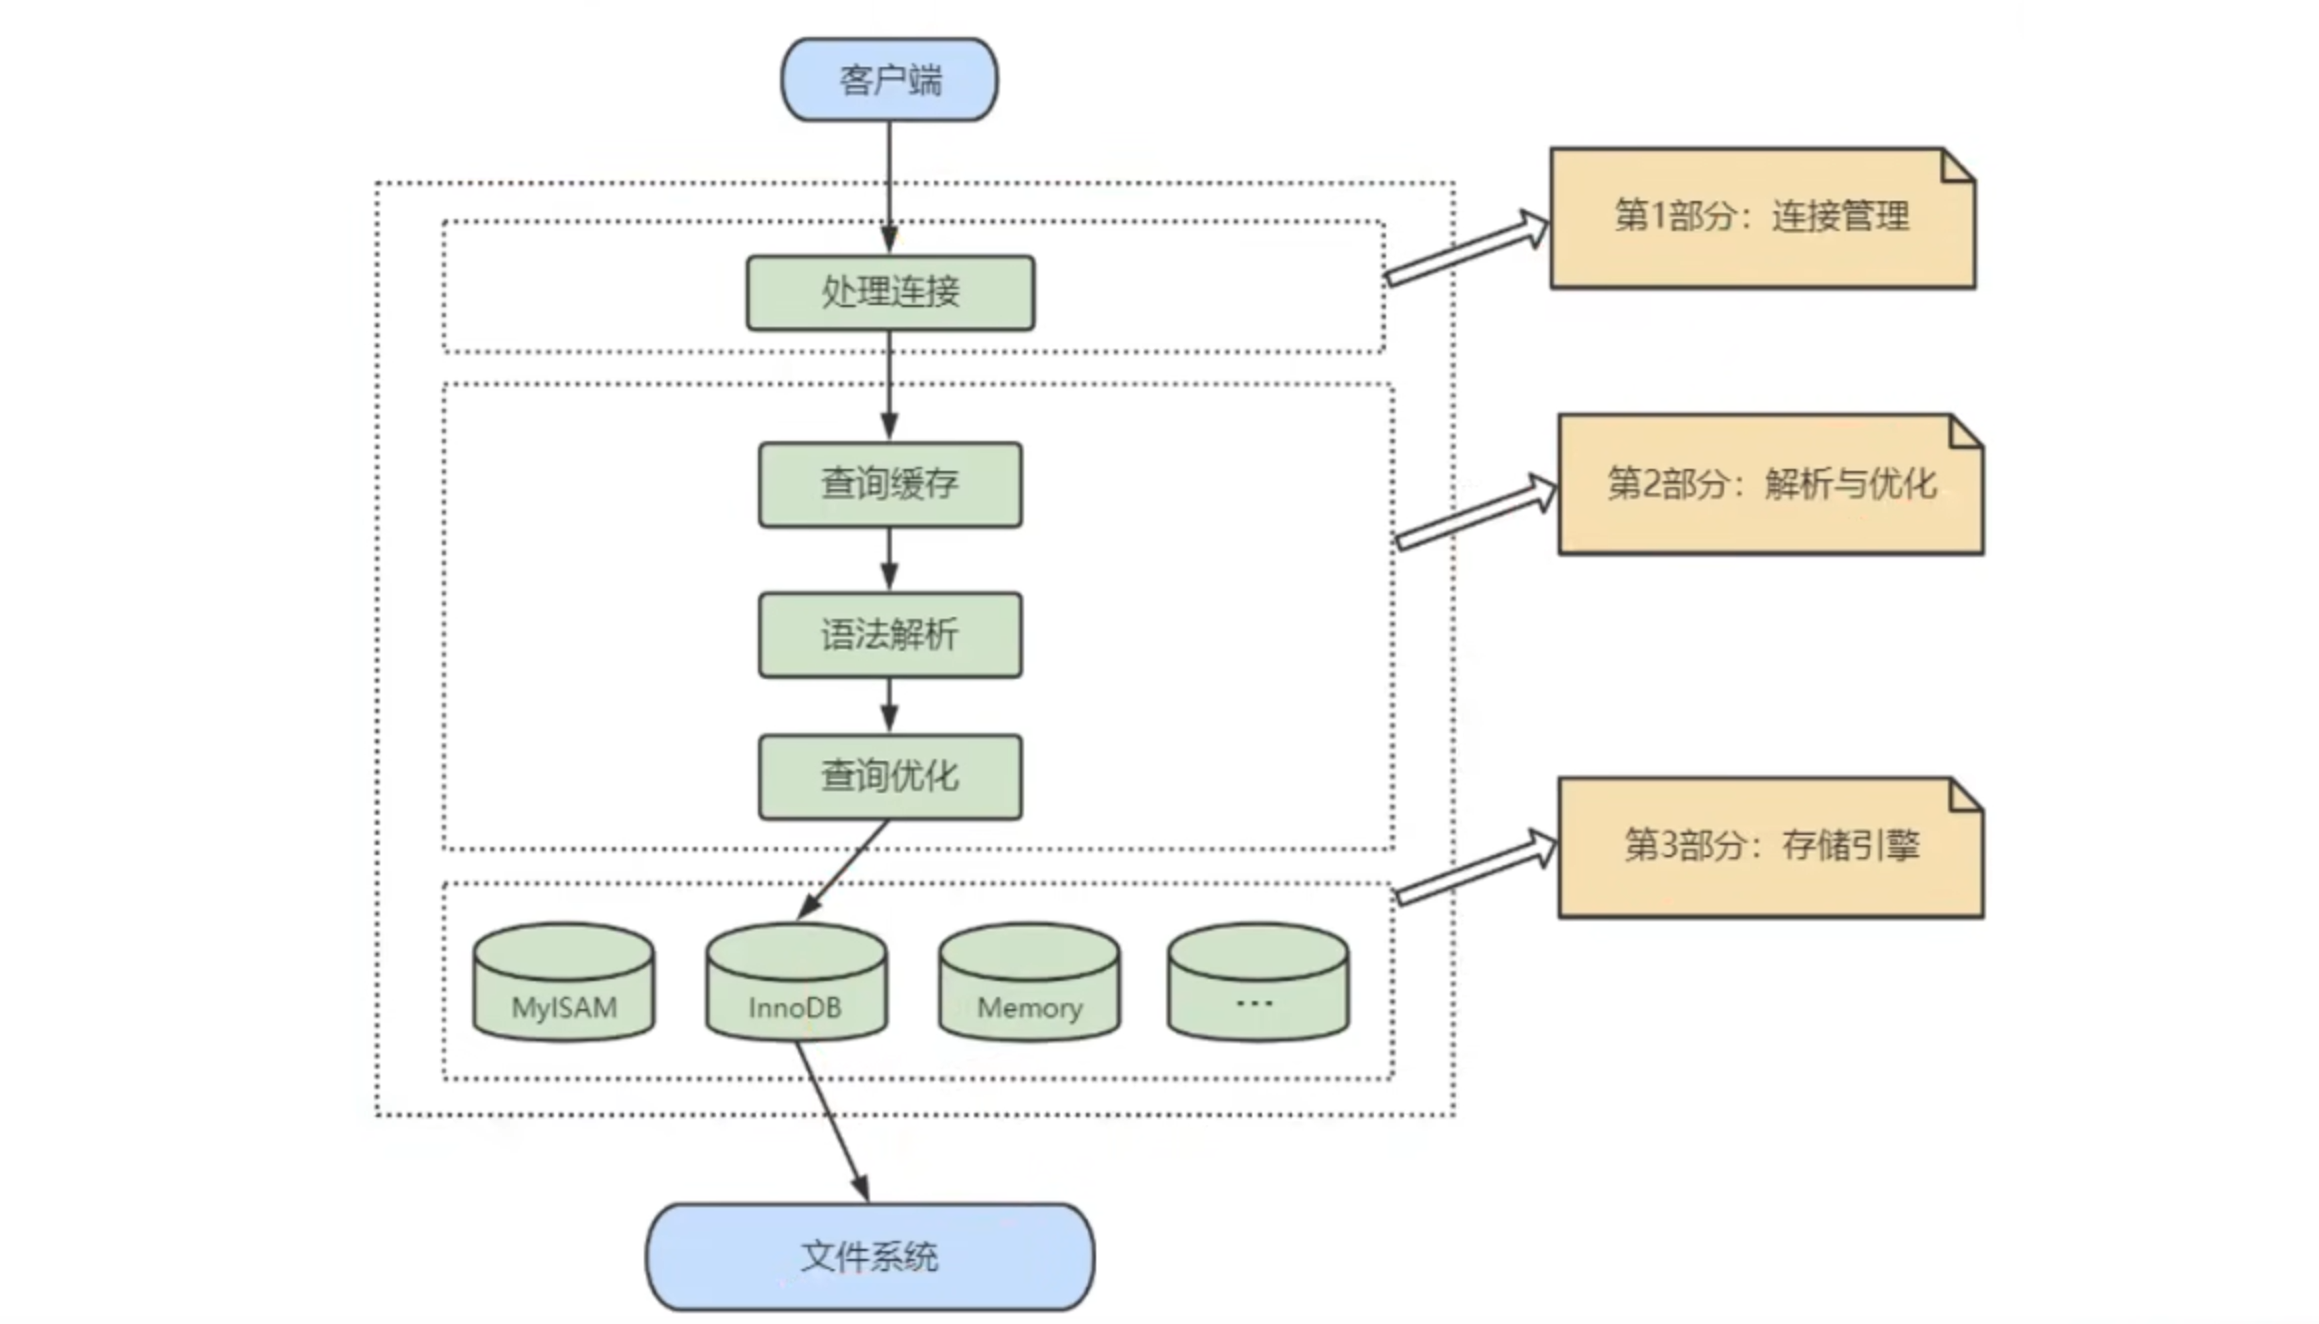 客户端
处理连接
第1部分：连接管理
查询缓存
语法解析
查询优化
第2部分：解析与优化
MyISAM
InnoDB
Memory
...
第3部分：存储引擎
文件系统